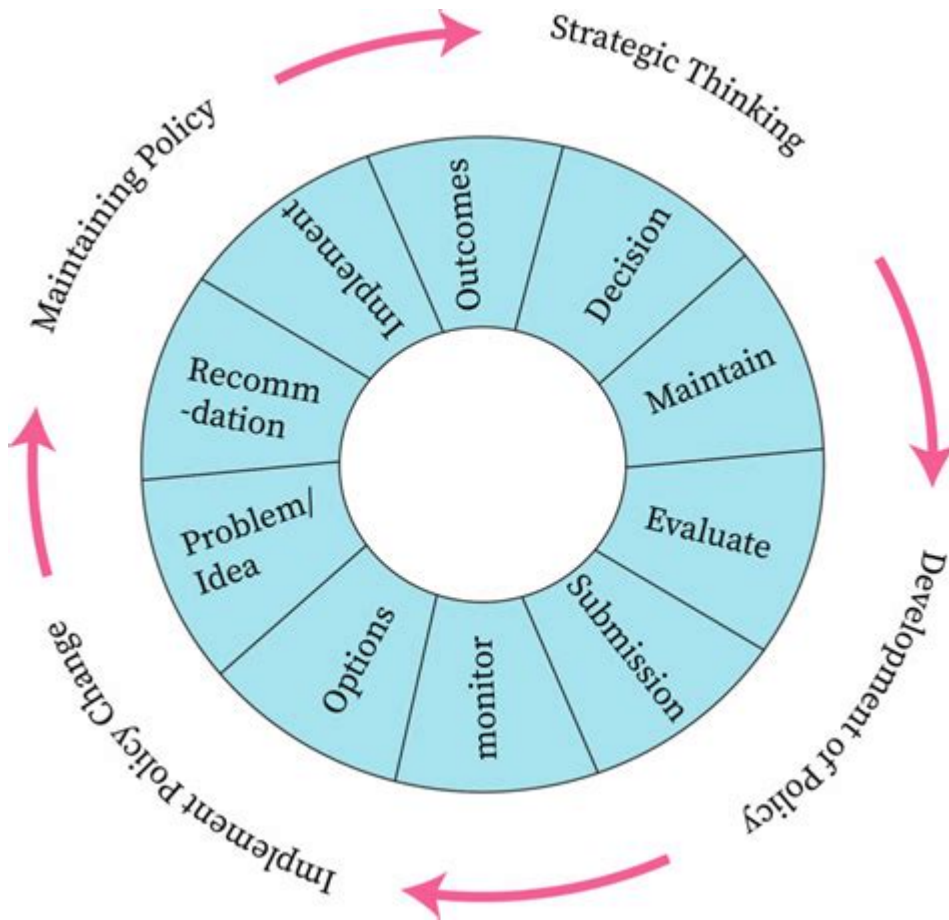 Strategic Thinking
Development of Policy
Implement Policy Change
Maintaining Policy
Outcomes
Decision
Maintain
Evaluate
Submission
monitor
Options
Problem/
Idea
Recomm
-dation
Implement